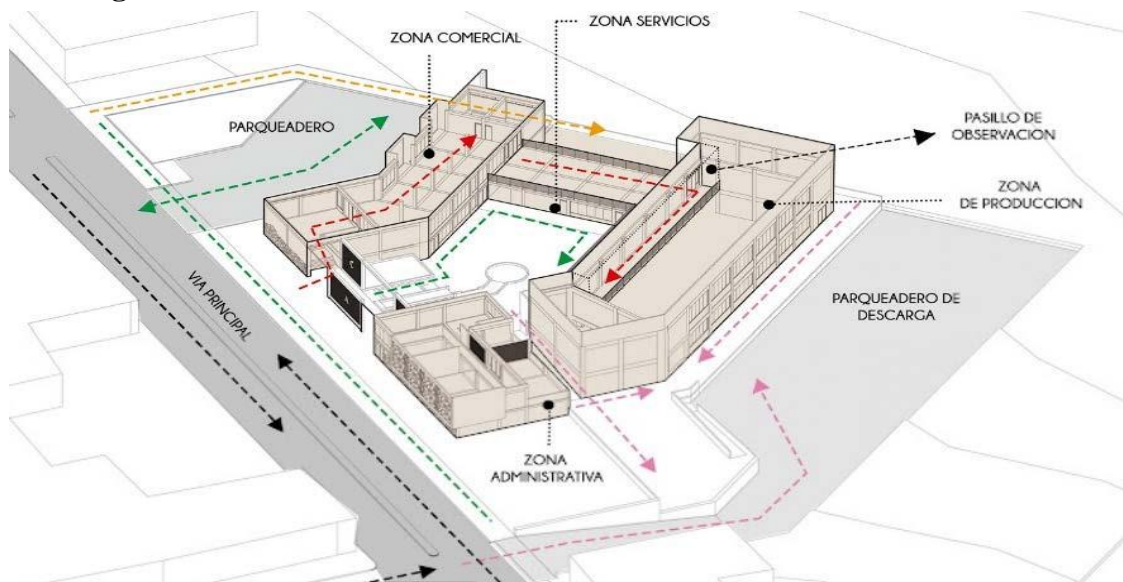 ZONA SERVICIOS
ZONA COMERCIAL
PARQUEADERO
PASILLO DE
OBSERVACION
ZONA
DE PRODUCCION
VIA PRINCIPAL
PARQUEADERO DE
DESCARGA
ZONA
ADMINISTRATIVA